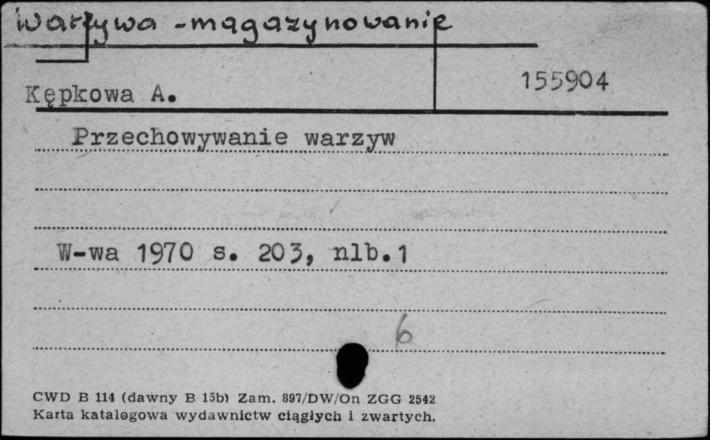 warzywa - magazynowanie
155904
Kępkowa A.
Przechowywanie warzyw
W-wa 1970 s. 203, nlb.1
6
CWD B 114 (dawny B 15b) Zam. 897/DW/On ZGG 2542
Karta katalogowa wydawnictw ciągłych i zwartych.